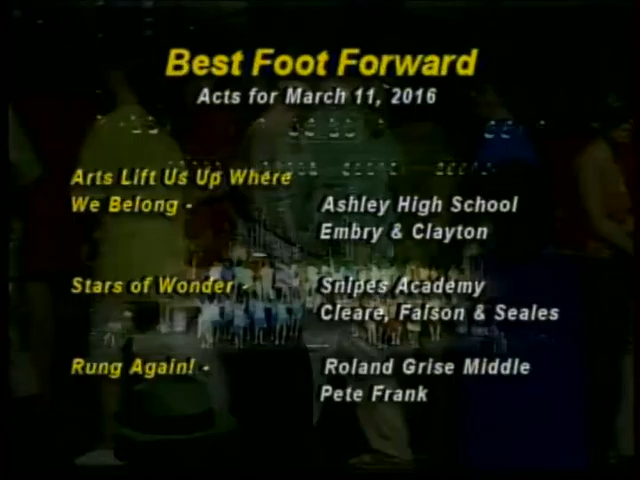 Best Foot Forward
Acts for March 11, 2016
Arts Lift Us Up Where
We Belong - Ashley High School
Embry & Clayton
Stars of Wonder - Snipes Academy
Cleare, Faison & Seales
Rung Again! - Roland Grise Middle
Pete Frank